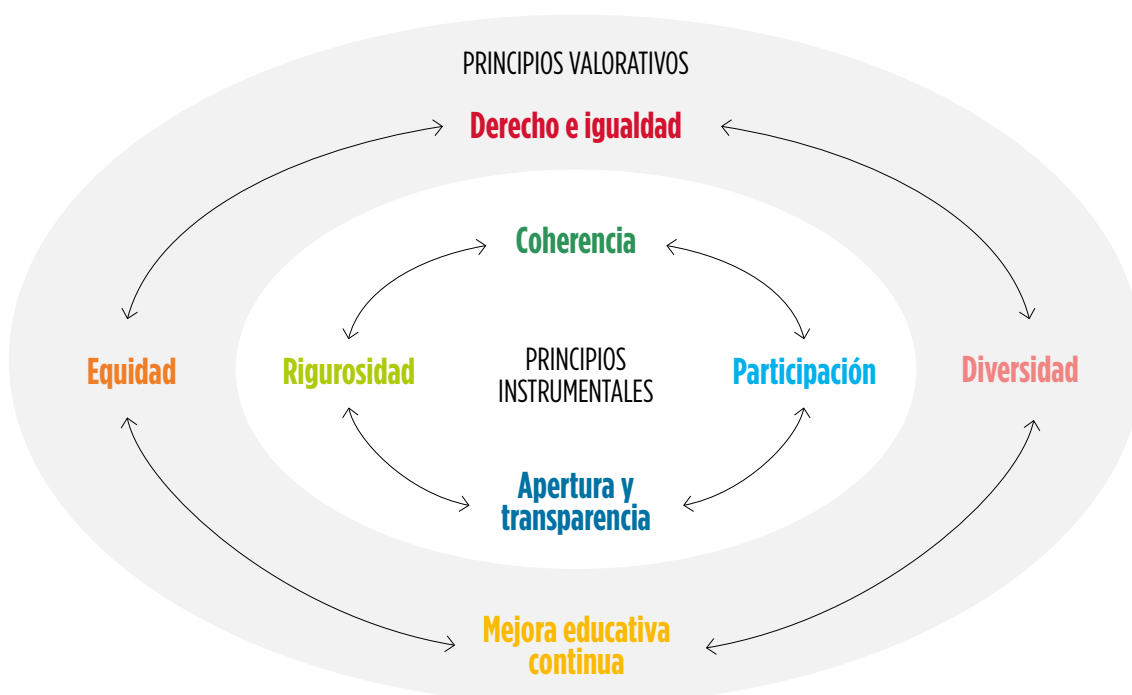 PRINCIPIOS VALORATIVOS
Derecho e igualdad
Coherencia
Equidad
Rigurosidad
PRINCIPIOS
INSTRUMENTALES
Participación
Diversidad
Apertura y
transparencia
Mejora educativa
continua